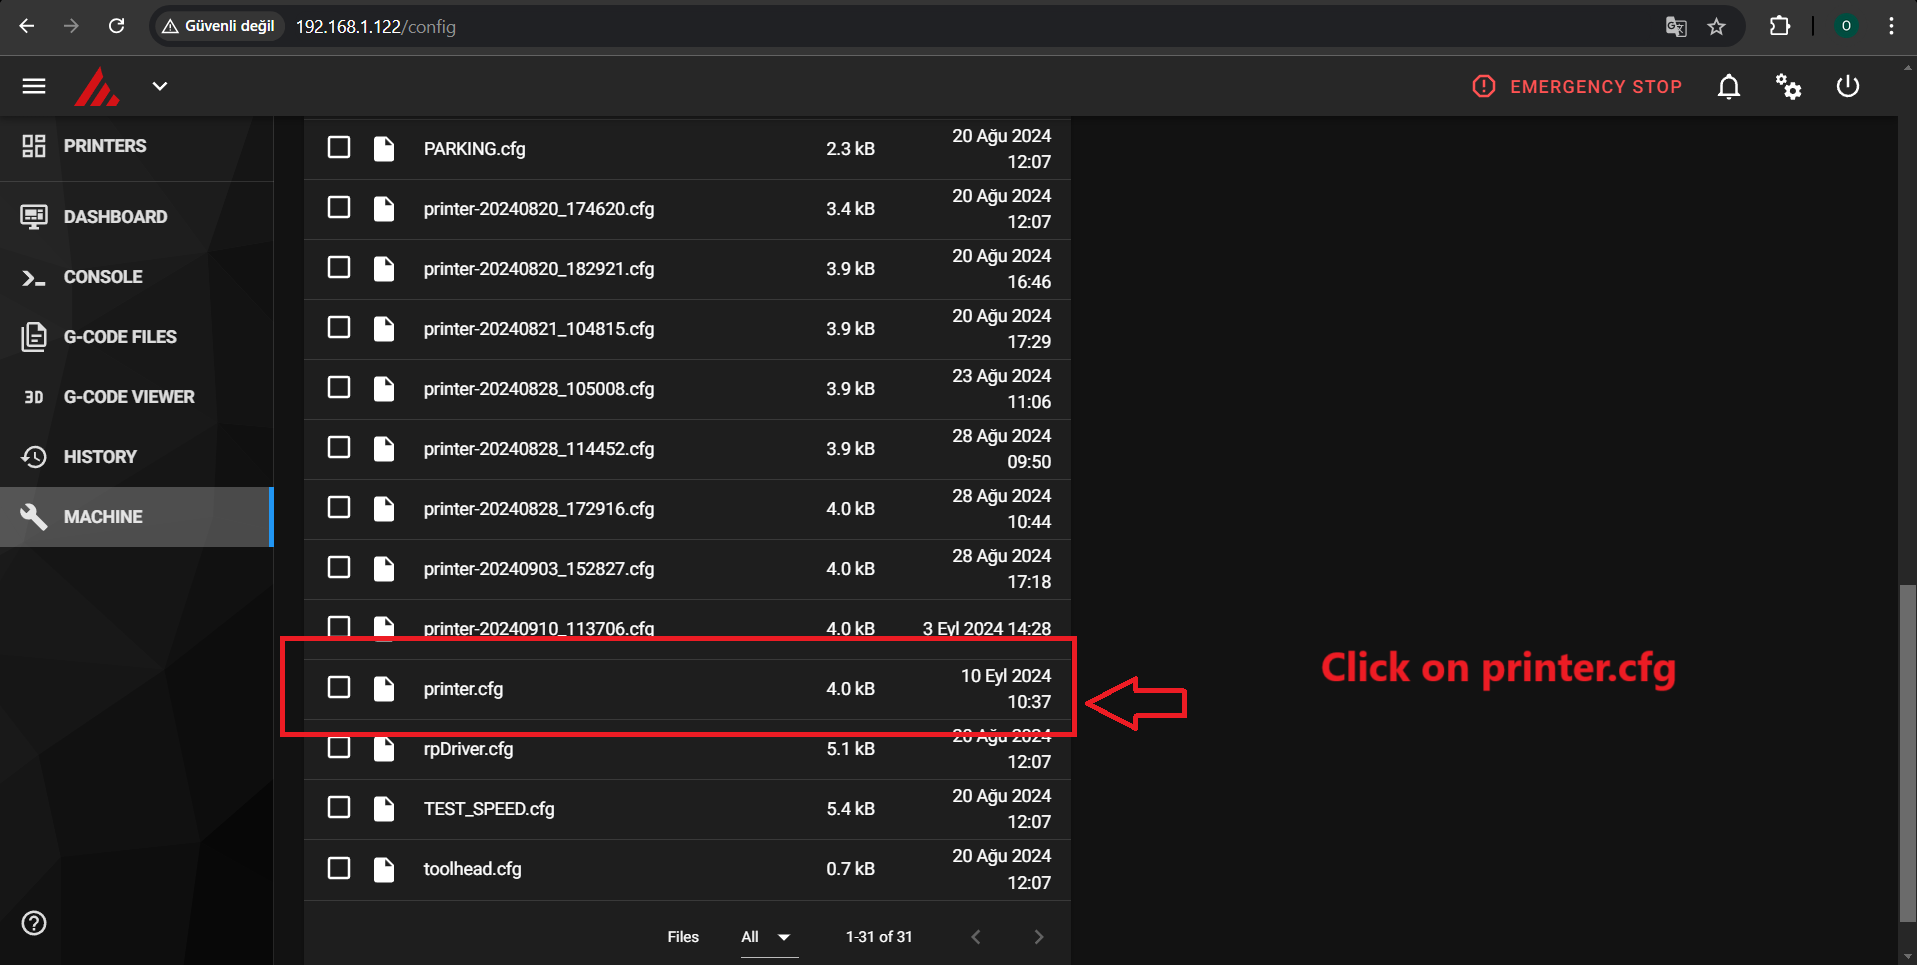 Güvenli değil 192.168.1.122/config O
EMERGENCY STOP
PRINTERS
DASHBOARD
CONSOLE
G-CODE FILES
3D G-CODE VIEWER
HISTORY
MACHINE
PARKING.cfg 2.3 kB 20 Ağu 2024
12:07
printer-20240820_174620.cfg 3.4 kB 20 Ağu 2024
12:07
printer-20240820_182921.cfg 3.9 kB 20 Ağu 2024
16:46
printer-20240821_104815.cfg 3.9 kB 20 Ağu 2024
17:29
printer-20240828_105008.cfg 3.9 kB 23 Ağu 2024
11:06
printer-20240828_114452.cfg 3.9 kB 28 Ağu 2024
09:50
printer-20240828_172916.cfg 4.0 kB 28 Ağu 2024
10:44
printer-20240903_152827.cfg 4.0 kB 28 Ağu 2024
17:18
printer-20240910_113706.cfg 4.0 kB 3 Eyl 2024 14:28
printer.cfg 4.0 kB 10 Eyl 2024
10:37
rpDriver.cfg 5.1 kB 20 Ağu 2024
12:07
TEST_SPEED.cfg 5.4 kB 20 Ağu 2024
12:07
toolhead.cfg 0.7 kB 20 Ağu 2024
12:07
Files All 1-31 of 31
Click on printer.cfg